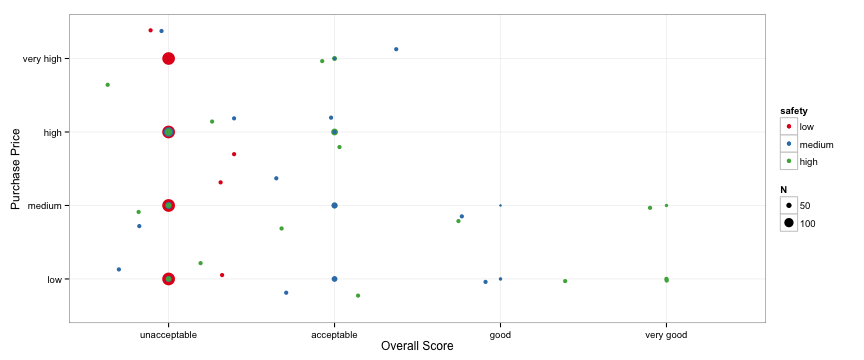 very high
high
medium
low
Purchase Price
unacceptable
acceptable
good
very good
Overall Score
safety
low
medium
high
N
50
100